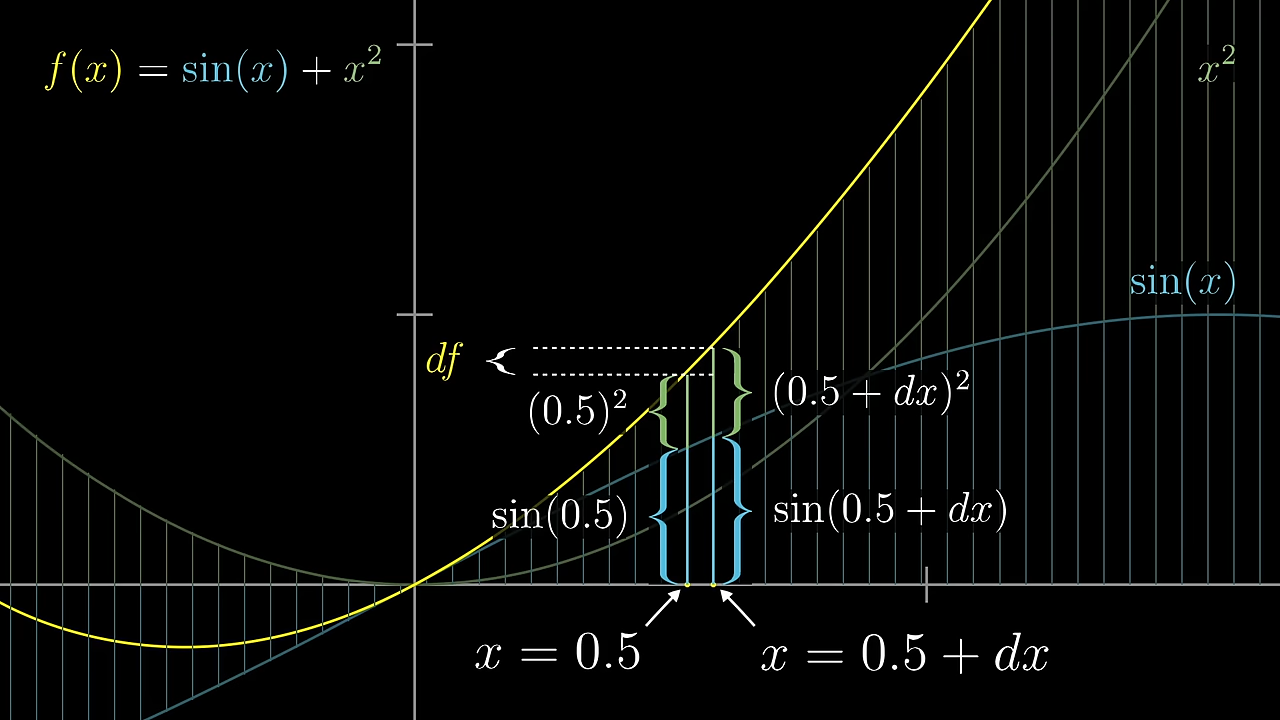 f(x) = sin(x) + x²
x²
sin(x)
df
(0.5)²
(0.5 + dx)²
sin(0.5)
sin(0.5 + dx)
x = 0.5
x = 0.5 + dx